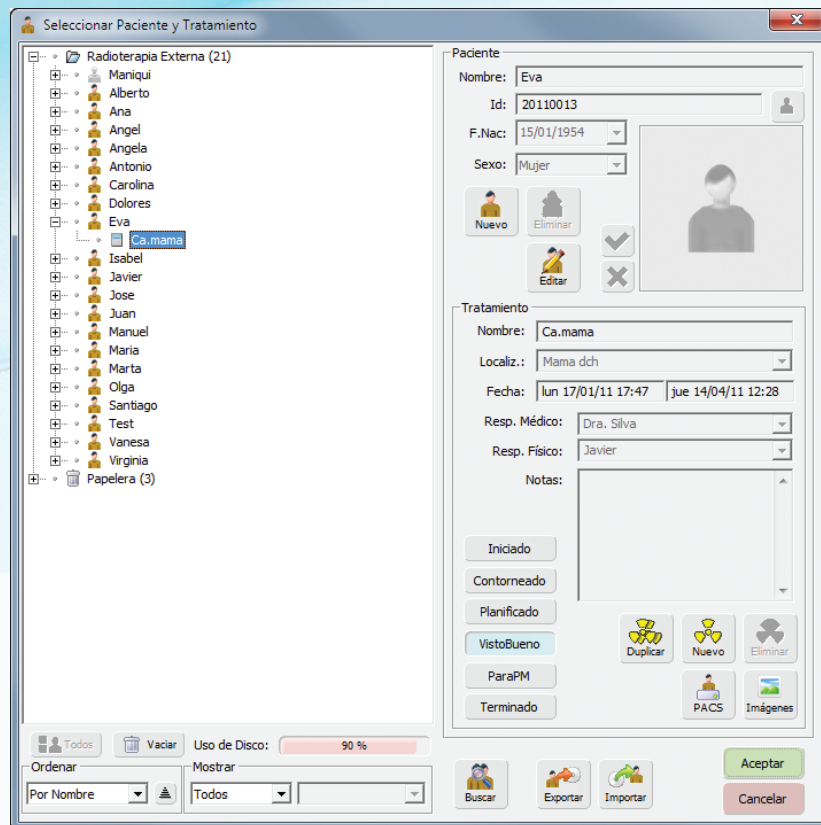 Seleccionar Paciente y Tratamiento
Radioterapia Externa (21)
Maniqui
Alberto
Ana
Angel
Angela
Antonio
Carolina
Dolores
Eva
Ca.mama
Isabel
Javier
Jose
Juan
Manuel
Maria
Marta
Olga
Santiago
Test
Vanesa
Virginia
Papelera (3)
Todos
Vaciar
Uso de Disco:
90 %
Ordenar
Por Nombre
Mostrar
Todos
Paciente
Nombre: Eva
Id: 20110013
F.Nac: 15/01/1954
Sexo: Mujer
Nuevo
Eliminar
Editar
Tratamiento
Nombre: Ca.mama
Localiz.: Mama dch
Fecha: lun 17/01/11 17:47 jue 14/04/11 12:28
Resp. Médico: Dra. Silva
Resp. Físico: Javier
Notas:
Iniciado
Contorneado
Planificado
VistoBueno
ParaPM
Terminado
Duplicar
Nuevo
Eliminar
PACS
Imágenes
Buscar
Exportar
Importar
Aceptar
Cancelar